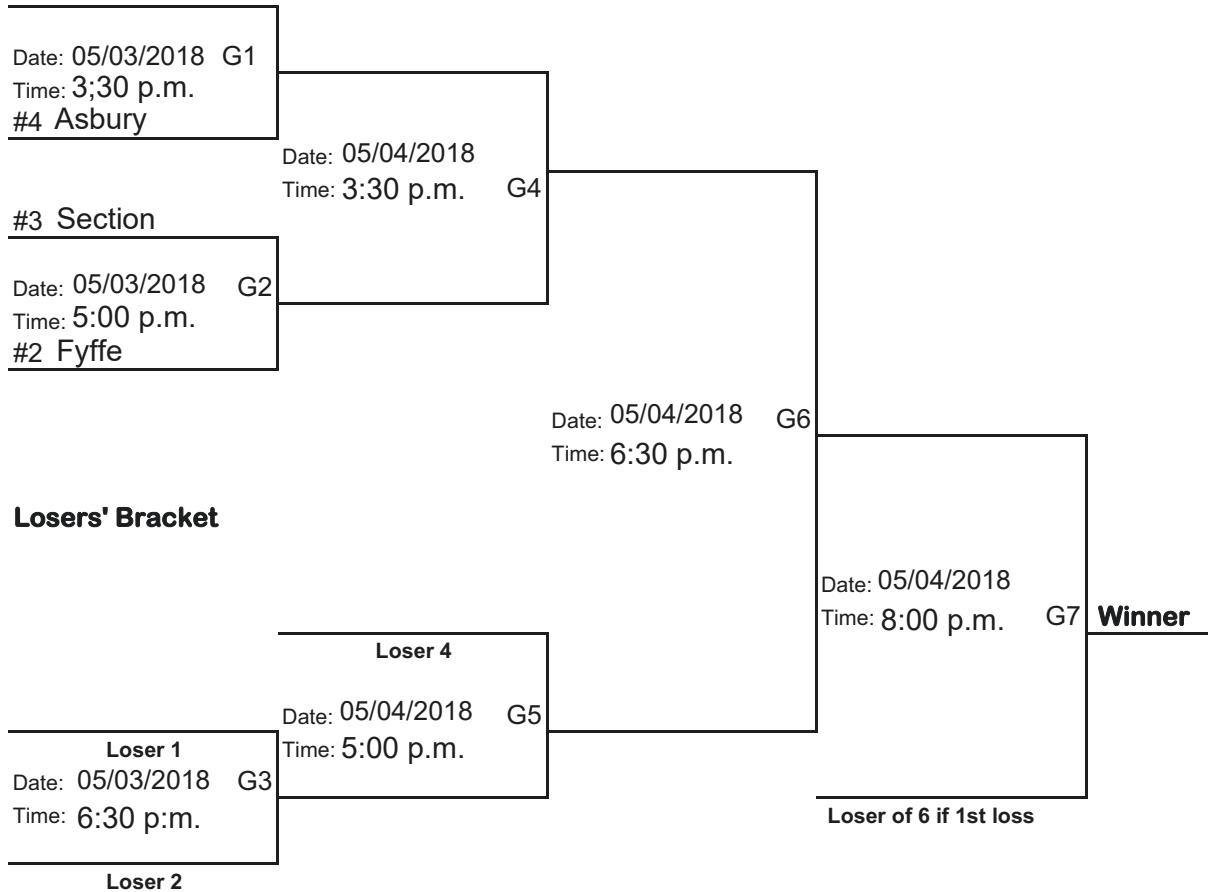 Date: 05/03/2018 G1
Time: 3;30 p.m.
#4 Asbury
Date: 05/04/2018
Time: 3:30 p.m. G4
#3 Section
Date: 05/03/2018 G2
Time: 5:00 p.m.
#2 Fyffe
Date: 05/04/2018 G6
Time: 6:30 p.m.
Losers' Bracket
Date: 05/04/2018
Time: 8:00 p.m. G7 Winner
Loser 4
Date: 05/04/2018 G5
Time: 5:00 p.m.
Loser 1
Date: 05/03/2018 G3
Time: 6:30 p:m.
Loser of 6 if 1st loss
Loser 2